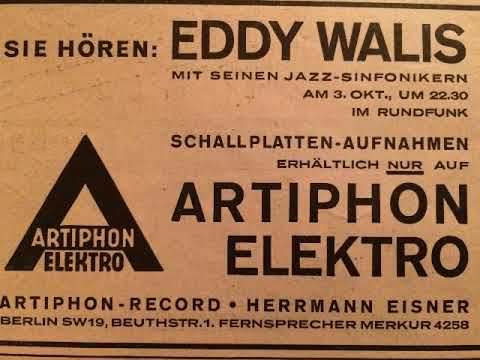 SIE HÖREN: EDDY WALIS
MIT SEINEN JAZZ-SINFONIKERN
AM 3. OKT., UM 22.30
IM RUNDFUNK
SCHALLPLATTEN-AUFNAHMEN
ERHÄLTLICH NUR AUF
ARTIPHON
ELEKTRO
ARTIPHON
ELEKTRO
ARTIPHON-RECORD • HERRMANN EISNER
BERLIN SW19, BEUTHSTR.1. FERNSPRECHER MERKUR 4258